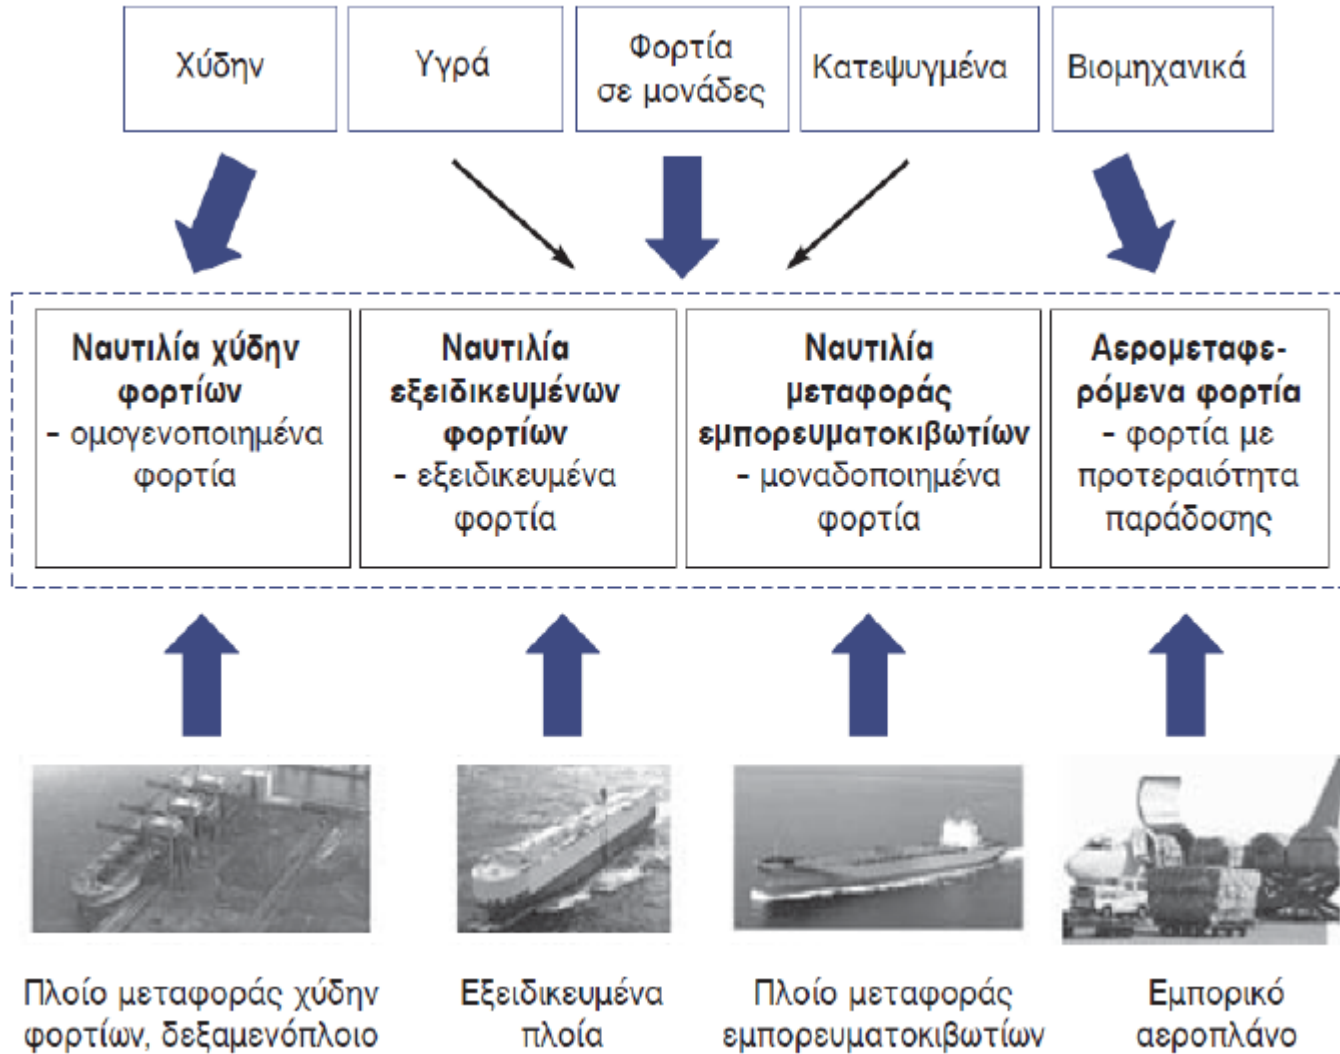 Χύδην
Υγρά
Φορτία
σε μονάδες
Κατεψυγμένα
Βιομηχανικά
Ναυτιλία χύδην
φορτίων
- ομογενοποιημένα
φορτία
Ναυτιλία
εξειδικευμένων
φορτίων
- εξειδικευμένα
φορτία
Ναυτιλία
μεταφοράς
εμπορευματοκιβωτίων
- μοναδοποιημένα
φορτία
Αερομεταφε-
ρόμενα φορτία
- φορτία με
προτεραιότητα
παράδοσης
Πλοίο μεταφοράς χύδην
φορτίων, δεξαμενόπλοιο
Εξειδικευμένα
πλοία
Πλοίο μεταφοράς
εμπορευματοκιβωτίων
Εμπορικό
αεροπλάνο